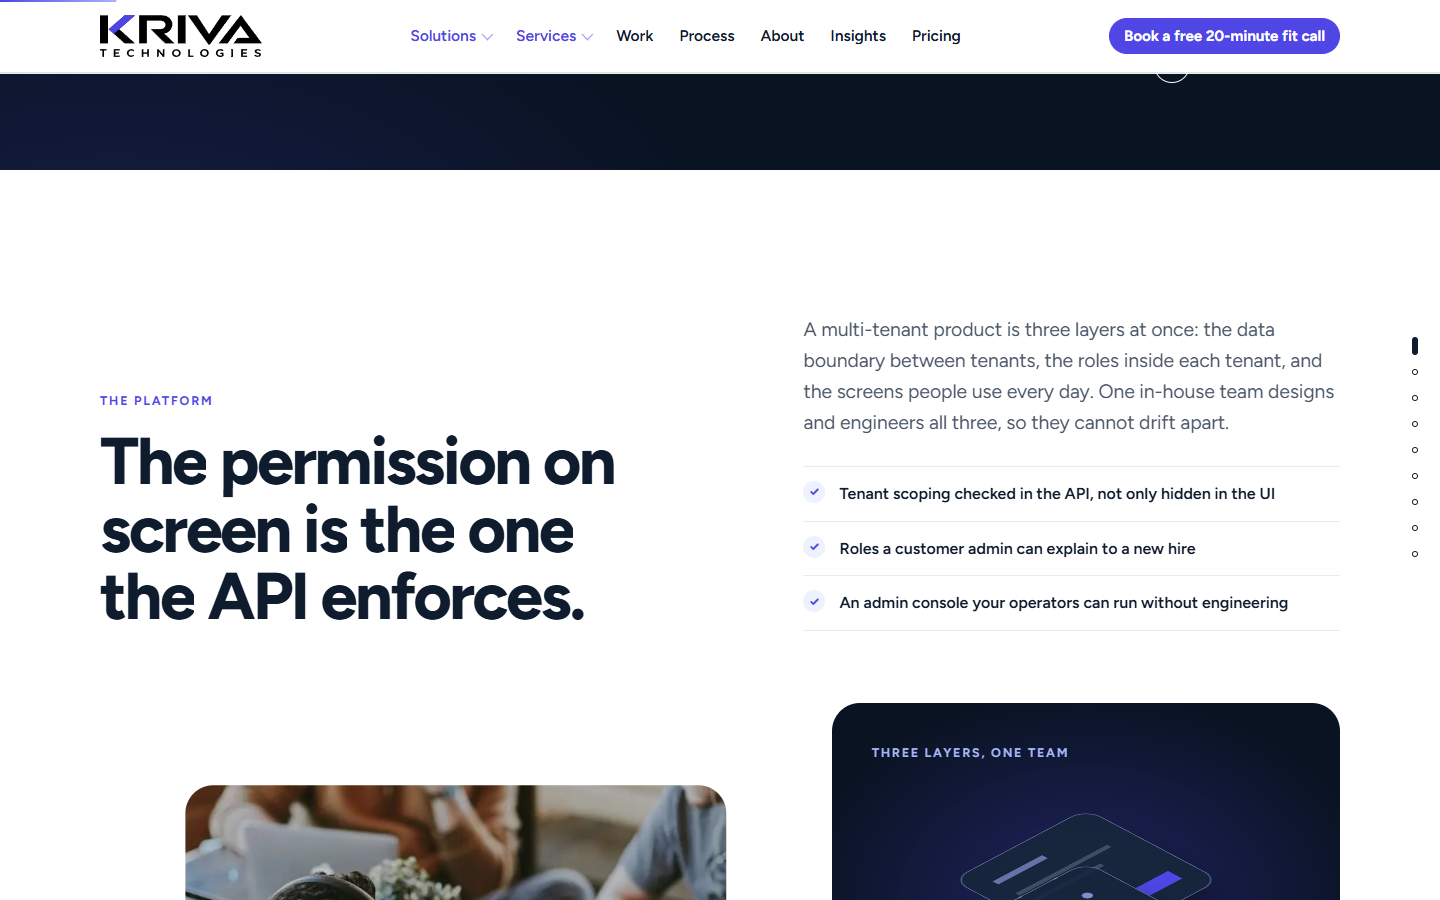 KRIVA
TECHNOLOGIES
Solutions
Services
Work
Process
About
Insights
Pricing
Book a free 20-minute fit call
THE PLATFORM
The permission on
screen is the one
the API enforces.
A multi-tenant product is three layers at once: the data
boundary between tenants, the roles inside each tenant, and
the screens people use every day. One in-house team designs
and engineers all three, so they cannot drift apart.
Tenant scoping checked in the API, not only hidden in the UI
Roles a customer admin can explain to a new hire
An admin console your operators can run without engineering
THREE LAYERS, ONE TEAM